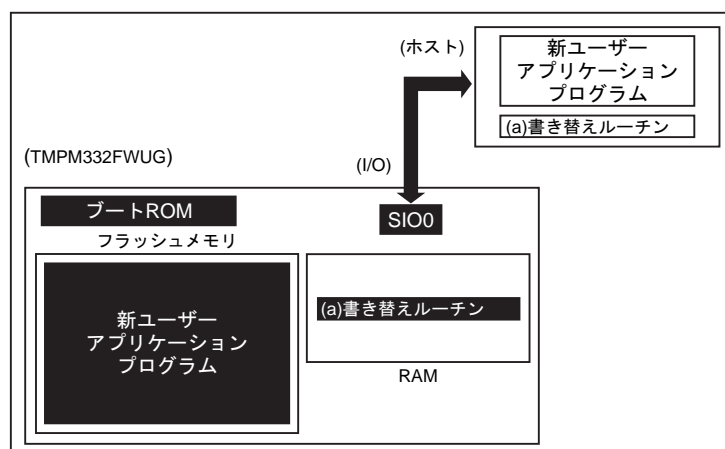 (ホスト)
新ユーザー
アプリケーション
プログラム
(a)書き替えルーチン
(TMPM332FWUG)
(I/O)
ブートROM
SIO0
フラッシュメモリ
新ユーザー
アプリケーション
プログラム
(a)書き替えルーチン
RAM